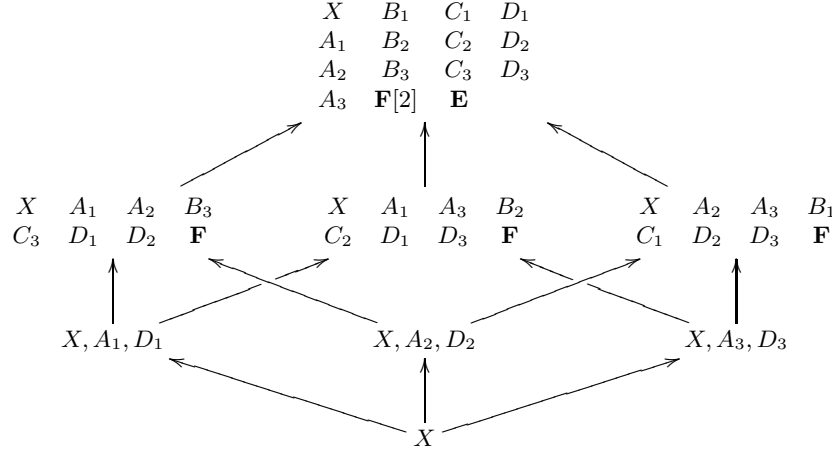 X B₁ C₁ D₁
A₁ B₂ C₂ D₂
A₂ B₃ C₃ D₃
A₃ F[2] E
X A₁ A₂ B₃
C₃ D₁ D₂ F
X A₁ A₃ B₂
C₂ D₁ D₃ F
X A₂ A₃ B₁
C₁ D₂ D₃ F
X, A₁, D₁
X, A₂, D₂
X, A₃, D₃
X